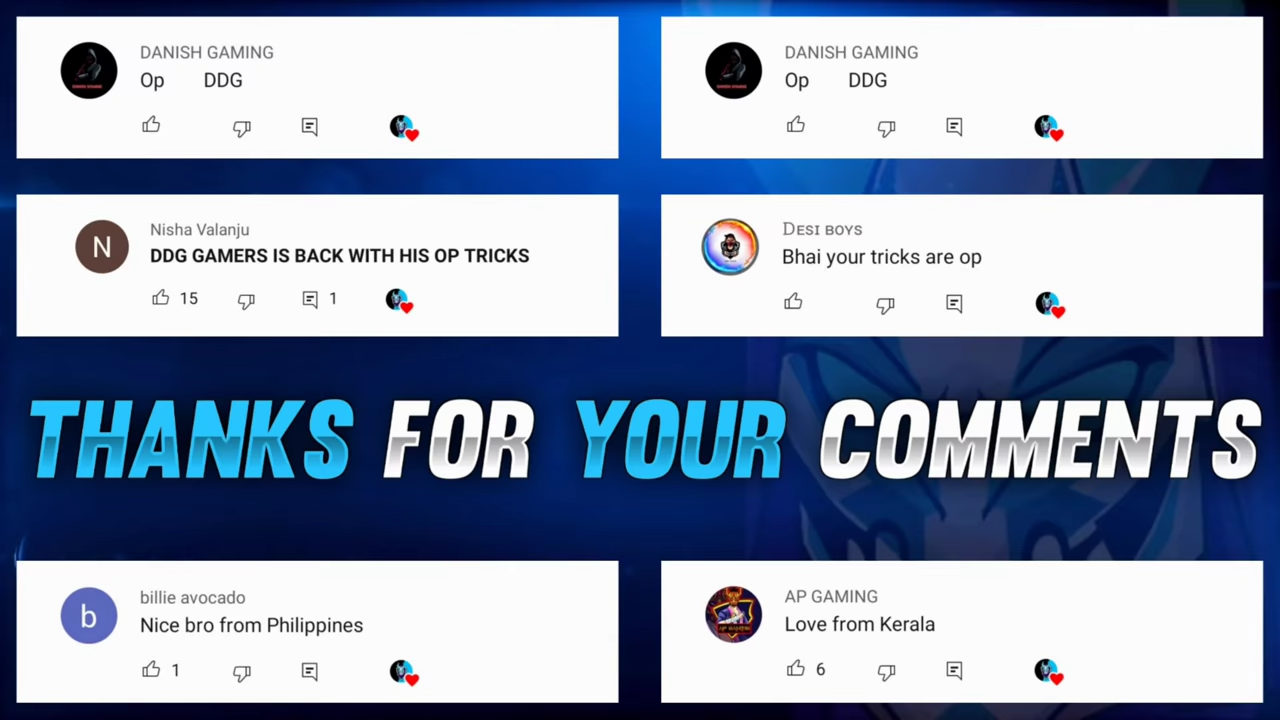 DANISH GAMING
Op DDG
DANISH GAMING
Op DDG
Nisha Valanju
DDG GAMERS IS BACK WITH HIS OP TRICKS
15 1
Desi boys
Bhai your tricks are op
THANKS FOR YOUR COMMENTS
billie avocado
Nice bro from Philippines
1
AP GAMING
Love from Kerala
6
N
b